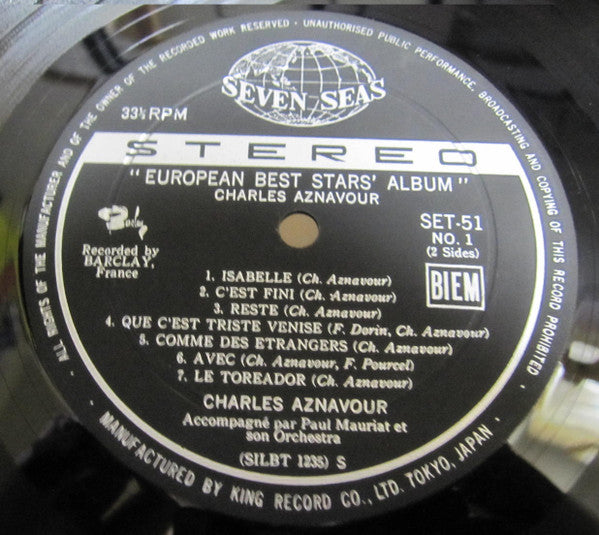 ALL RIGHTS OF THE MANUFACTURER AND OF THE OWNER OF THE RECORDED WORK RESERVED · UNAUTHORISED PUBLIC PERFORMANCE, BROADCASTING AND COPYING OF THIS RECORD PROHIBITED
SEVEN SEAS
33⅓ RPM
STEREO
"EUROPEAN BEST STARS' ALBUM"
CHARLES AZNAVOUR
Barclay
Recorded by
BARCLAY,
France
SET-51
NO. 1
(2 Sides)
BIEM
1. ISABELLE (Ch. Aznavour)
2. C'EST FINI (Ch. Aznavour)
3. RESTE (Ch. Aznavour)
4. QUE C'EST TRISTE VENISE (F. Dorin, Ch. Aznavour)
5. COMME DES ETRANGERS (Ch. Aznavour)
6. AVEC (Ch. Aznavour, F. Pourcel)
7. LE TOREADOR (Ch. Aznavour)
CHARLES AZNAVOUR
Accompagné par Paul Mauriat et
son Orchestra
(SILBT 1235) S
MANUFACTURED BY KING RECORD CO., LTD. TOKYO, JAPAN